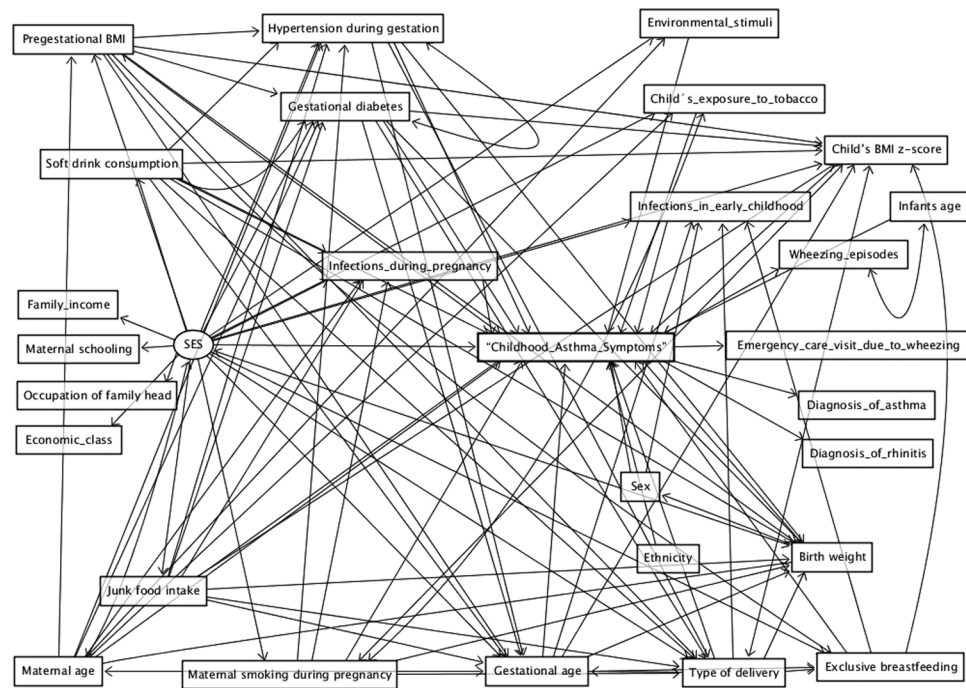 Environmental_stimuli
Hypertension during gestation
Pregestational BMI
Child´s_exposure_to_tobacco
Gestational diabetes
Child's BMI z-score
Soft drink consumption
Infections_in_early_childhood
Infants age
Wheezing_episodes
Infections_during_pregnancy
Family_income
SES
Maternal schooling
"Childhood_Asthma_Symptoms"
Emergency_care_visit_due_to_wheezing
Occupation of family head
Diagnosis_of_asthma
Economic_class
Diagnosis_of_rhinitis
Sex
Ethnicity
Birth weight
Junk food intake
Maternal age
Maternal smoking during pregnancy
Gestational age
Type of delivery
Exclusive breastfeeding